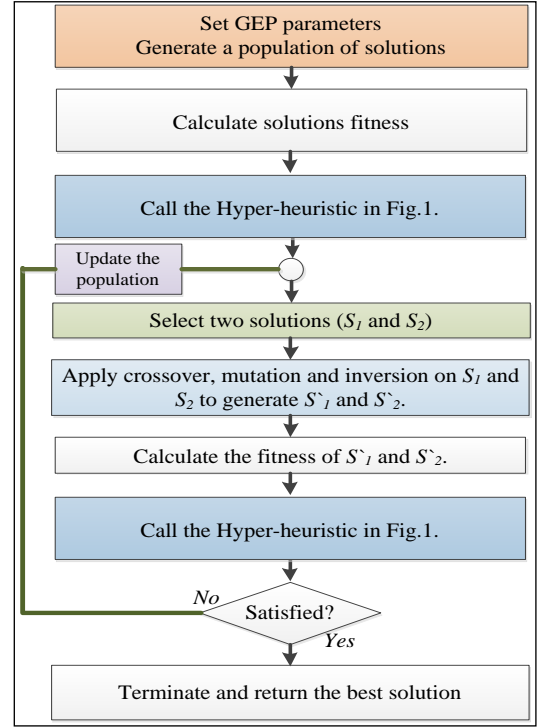 Set GEP parameters
Generate a population of solutions
Calculate solutions fitness
Call the Hyper-heuristic in Fig.1.
Update the
population
Select two solutions (S1 and S2)
Apply crossover, mutation and inversion on S1 and
S2 to generate S`1 and S`2.
Calculate the fitness of S`1 and S`2.
Call the Hyper-heuristic in Fig.1.
No
Satisfied?
Yes
Terminate and return the best solution